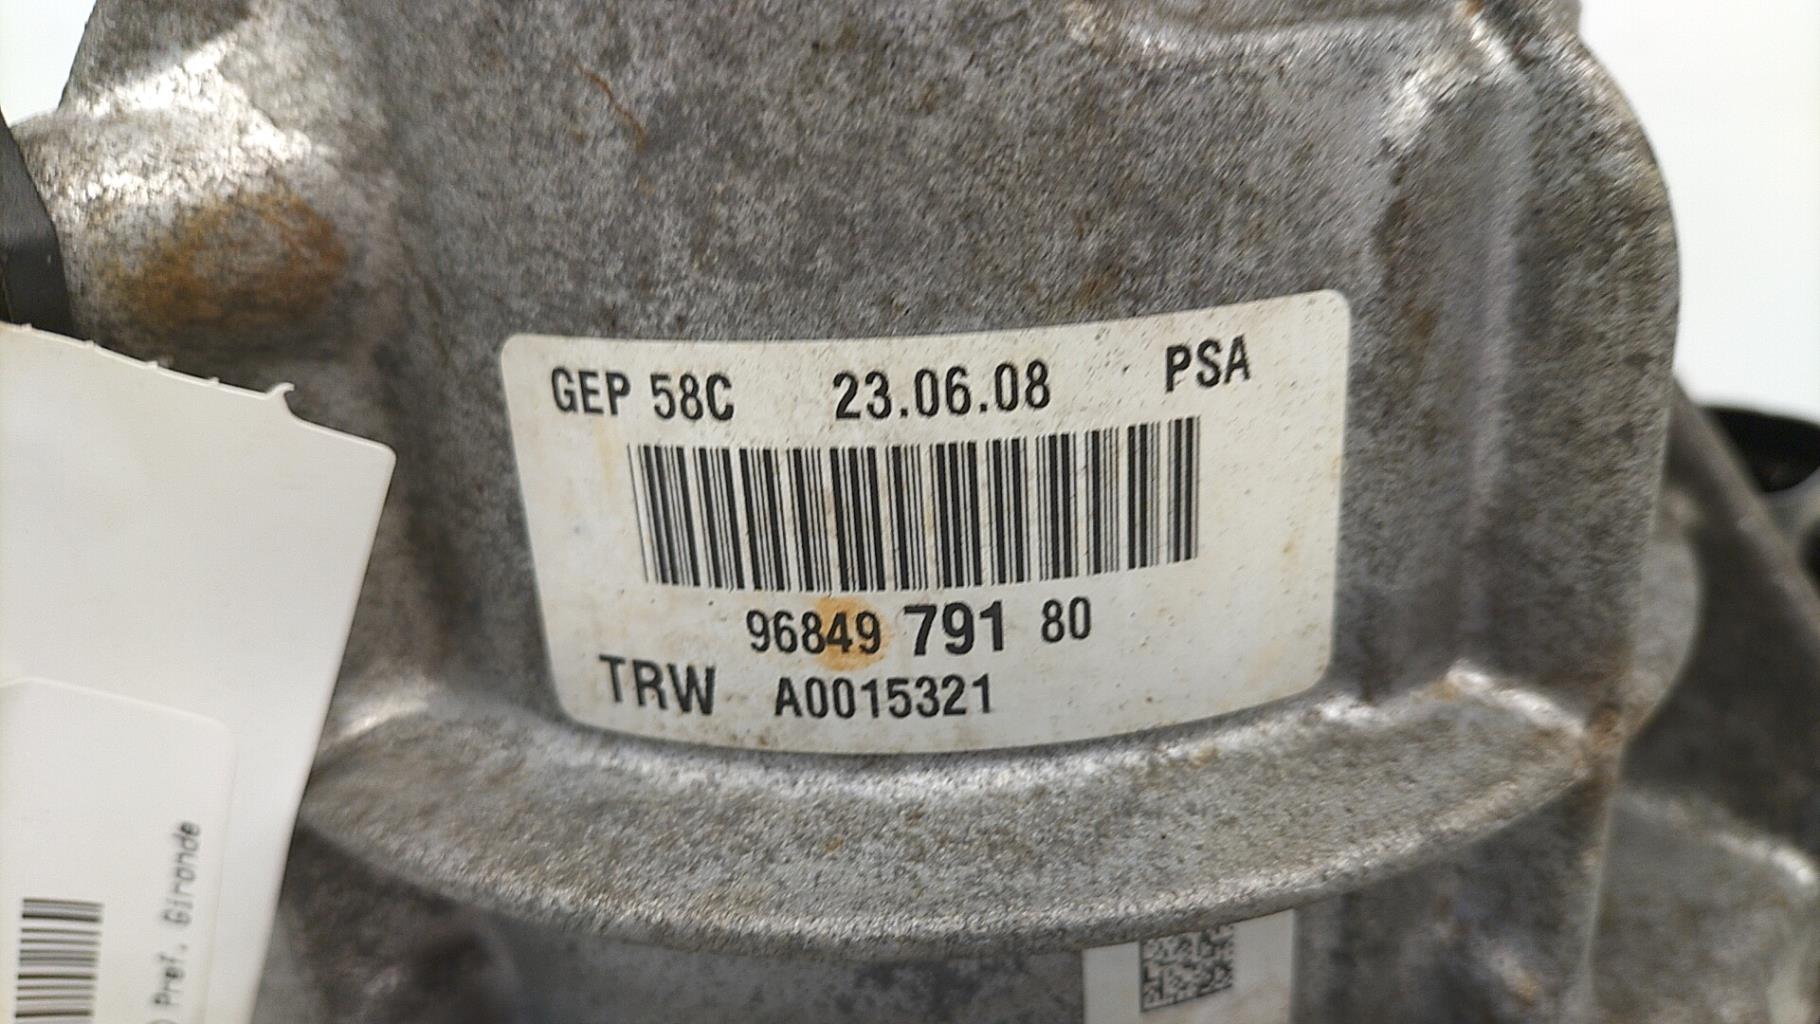 GEP 58C 23.06.08 PSA
96849 791 80
TRW A0015321
Pref. Gironde